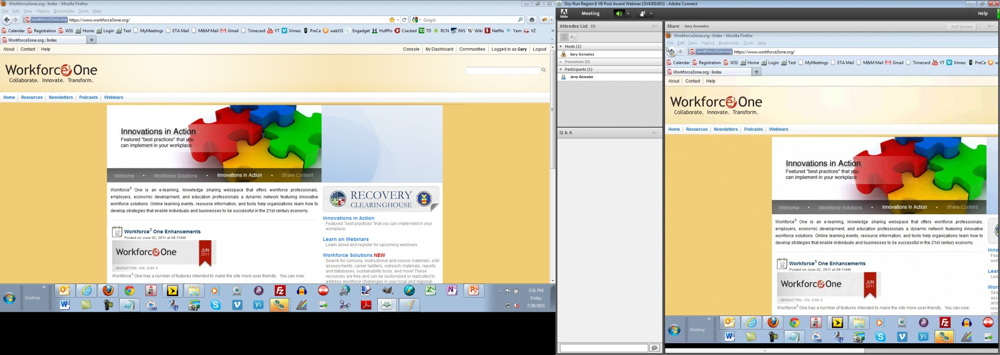 Workforce3one.org : Index - Mozilla Firefox
File Edit View History Bookmarks Tools Help
workforce3one.org https://www.workforce3one.org/
Google
Calendar Registration W31 Home Login Test MyMeetings ETA Mail M&M Mail Gmail Timecard YT Vimeo PreCe webOS Engadget HuffPo Cracked TD RCN IWS Wiki Netflix Yam VZ »
Workforce3one.org : Index +
About Contact Help
Console My Dashboard Communities Logged in as Gary Logout
Workforce3 One
Collaborate. Innovate. Transform.
Home Resources Newsletters Podcasts Webinars
Innovations in Action
Featured "best practices" that you
can implement in your workplace.
Welcome • Workforce Solutions • Innovations in Action • Share Content
Workforce3 One is an e-learning, knowledge sharing webspace that offers workforce professionals,
employers, economic development, and education professionals a dynamic network featuring innovative
workforce solutions. Online learning events, resource information, and tools help organizations learn how to
develop strategies that enable individuals and businesses to be successful in the 21st century economy.
JUN
02
Workforce3 One Enhancements
Posted on June 02, 2011 at 08:11AM
Workforce3 One
JUN
2011
NEWSLETTER - VOL. 6 NO. 6
Workforce3 One has a number of features intended to make the site more user-friendly. You can now:
RECOVERY
CLEARINGHOUSE
Innovations in Action
Featured "best practices" that you can implement in your
workplace.
Learn on Webinars
Learn about and register for upcoming webinars.
Workforce Solutions NEW
Search for curricula, instructional and course materials, skill
assessments, career ladders, outreach materials, reports
and databases, sustainability tools, and more! These
resources are free and can be customized or replicated to
address workforce challenges in your local and regional
Desktop
»
3:31 PM
Friday
7/29/2011
Dry-Run Region 6 YB Post Award Webinar [GV4301003] - Adobe Connect
Adobe
Meeting
Help
Attendee List (2)
Hosts (1)
Gary Gonzalez
Presenters (0)
Participants (1)
Jerry Gonzalez
Q & A
Share - Gary Gonzalez
Full Screen
Workforce3one.org : Index - Mozilla Firefox
File Edit View History Bookmarks Tools Help
workforce3one.org https://www.workforce3one.org/
Calendar Registration W31 Home Login Test MyMeetings ETA Mail M&M Mail Gmail Timecard YT Vimeo PreCe w
Workforce3one.org : Index +
About Contact Help
Workforce3 One
Collaborate. Innovate. Transform.
Home Resources Newsletters Podcasts Webinars
Innovations in Action
Featured "best practices" that you
can implement in your workplace.
Welcome • Workforce Solutions • Innovations in Action • Share Content
Workforce3 One is an e-learning, knowledge sharing webspace that offers workforce professionals,
employers, economic development, and education professionals a dynamic network featuring innovative
workforce solutions. Online learning events, resource information, and tools help organizations learn how to
develop strategies that enable individuals and businesses to be successful in the 21st century economy.
JUN
02
Workforce3 One Enhancements
Posted on June 02, 2011 at 08:11AM
Workforce3 One
JUN
2011
NEWSLETTER - VOL. 6 NO. 6
Workforce3 One has a number of features intended to make the site more user-friendly. You can now:
Inno
Fea
wor
Lear
Lea
Wor
Sea
ass
and
reso
add
Desktop
»